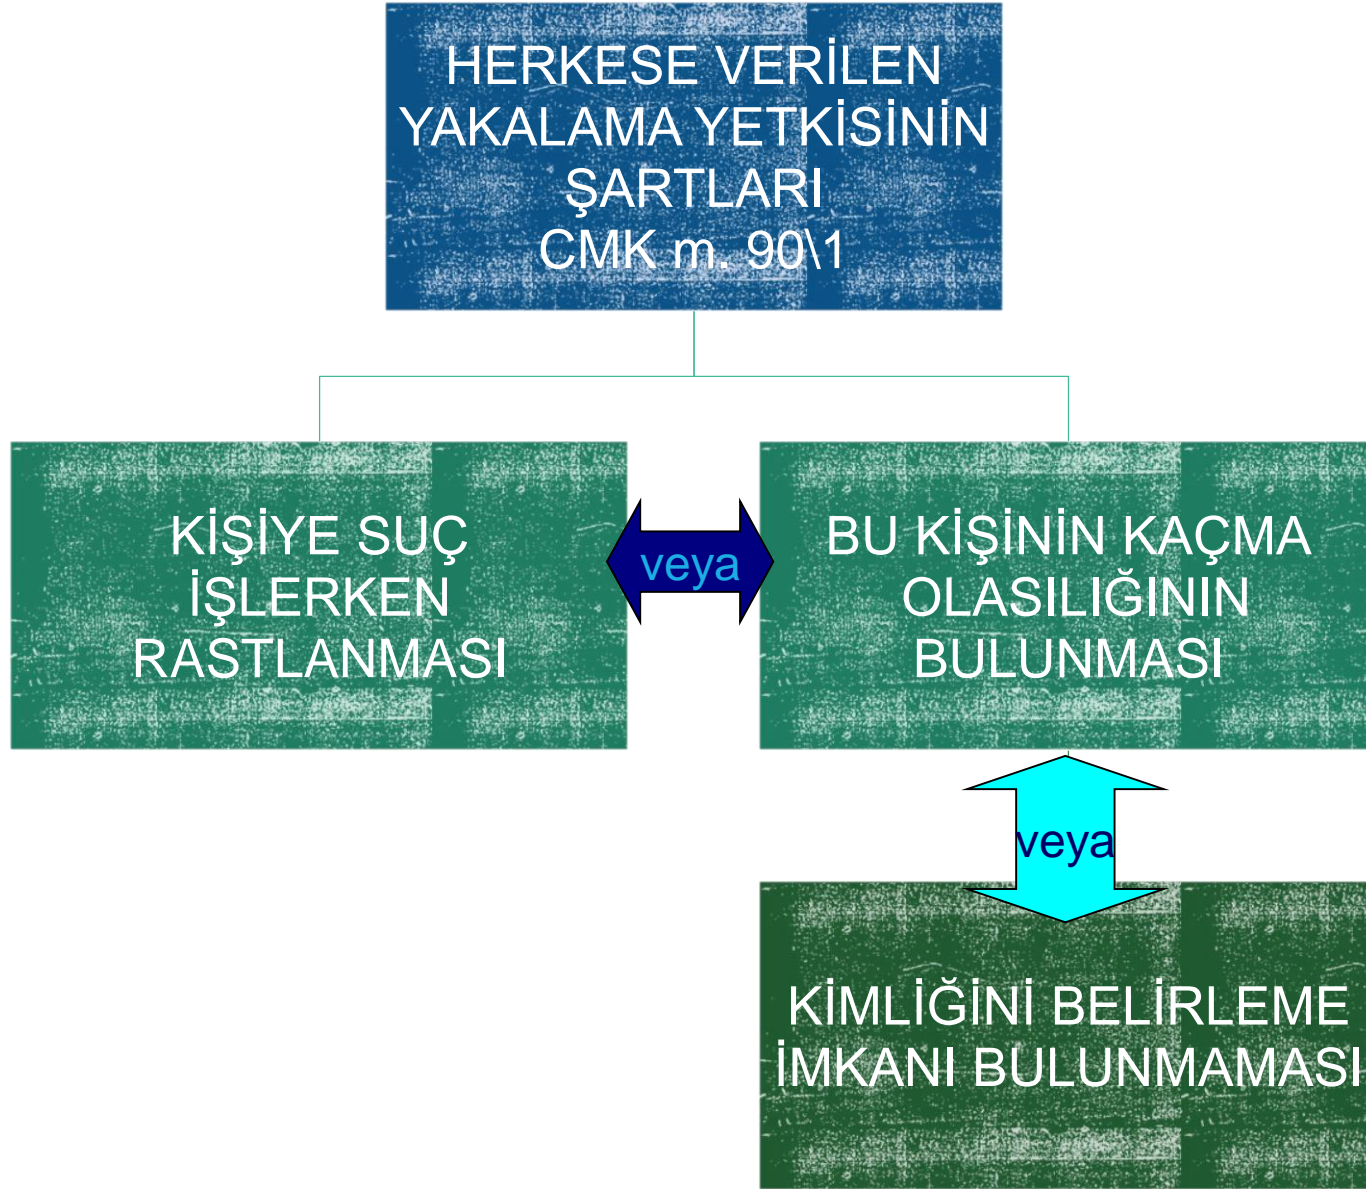 HERKESE VERİLEN
YAKALAMA YETKİSİNİN
ŞARTLARI
CMK m. 90\1
KİŞİYE SUÇ
İŞLERKEN
RASTLANMASI
veya
BU KİŞİNİN KAÇMA
OLASILIĞININ
BULUNMASI
veya
KİMLİĞİNİ BELİRLEME
İMKANI BULUNMAMASI